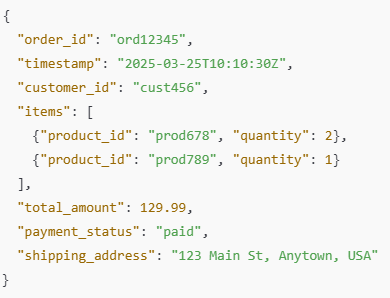 {
  "order_id": "ord12345",
  "timestamp": "2025-03-25T10:10:30Z",
  "customer_id": "cust456",
  "items": [
    {"product_id": "prod678", "quantity": 2},
    {"product_id": "prod789", "quantity": 1}
  ],
  "total_amount": 129.99,
  "payment_status": "paid",
  "shipping_address": "123 Main St, Anytown, USA"
}